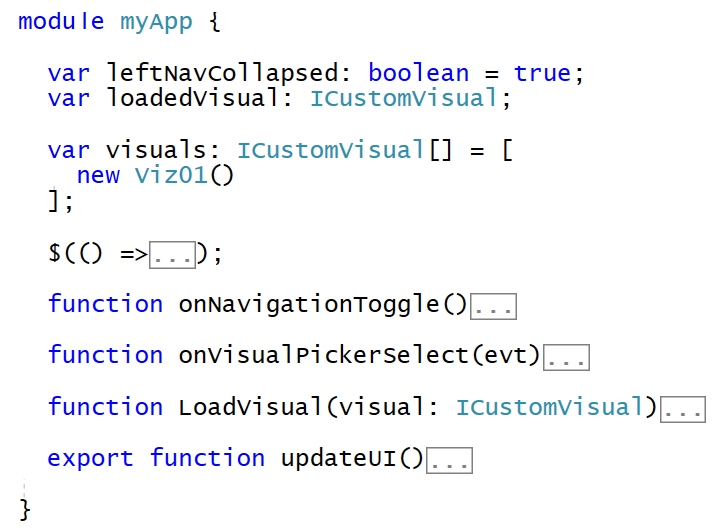 module myApp {
var leftNavCollapsed: boolean = true;
var loadedVisual: ICustomVisual;
var visuals: ICustomVisual[] = [
new Viz01()
];
$(() =>...);
function onNavigationToggle()...
function onVisualPickerSelect(evt)...
function LoadVisual(visual: ICustomVisual)...
export function updateUI()...
}